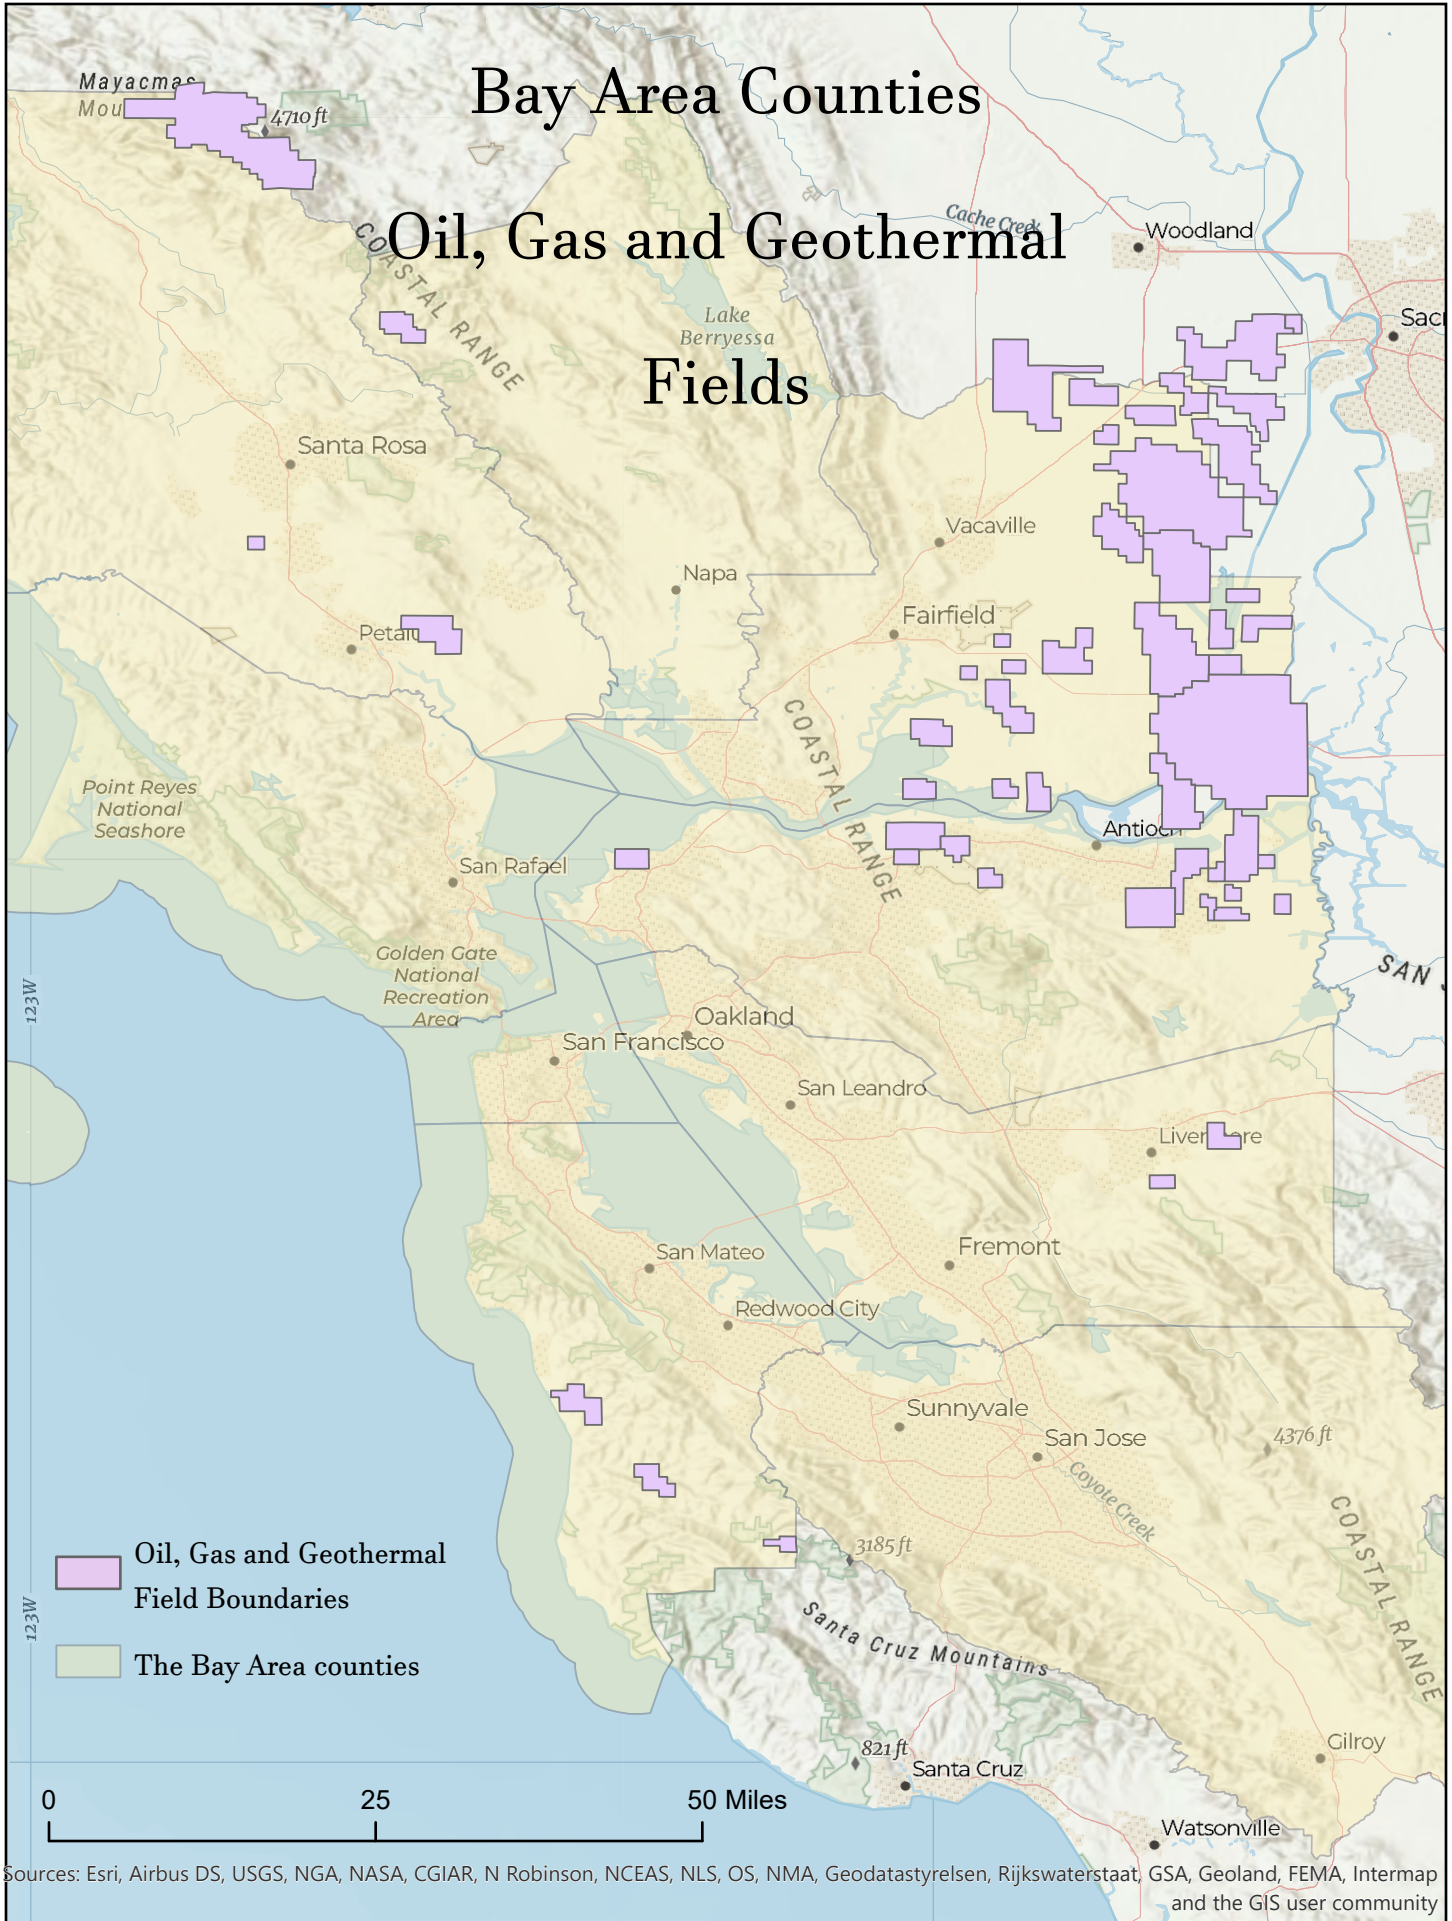 Bay Area Counties
Oil, Gas and Geothermal
Fields
Mayacmas
4710 ft
Cache Creek
Woodland
COASTAL RANGE
Lake
Berryessa
Santa Rosa
Vacaville
Napa
Fairfield
COASTAL RANGE
Point Reyes
National
Seashore
San Rafael
Golden Gate
National
Recreation
Area
123W
Oakland
San Francisco
San Leandro
San Mateo
Fremont
Redwood City
Sunnyvale
San Jose
4376 ft
Coyote Creek
COASTAL RANGE
3185 ft
Santa Cruz Mountains
Oil, Gas and Geothermal
Field Boundaries
The Bay Area counties
123W
821 ft
Gilroy
Santa Cruz
0 25 50 Miles
Watsonville
Sources: Esri, Airbus DS, USGS, NGA, NASA, CGIAR, N Robinson, NCEAS, NLS, OS, NMA, Geodatastyrelsen, Rijkswaterstaat, GSA, Geoland, FEMA, Intermap
and the GIS user community